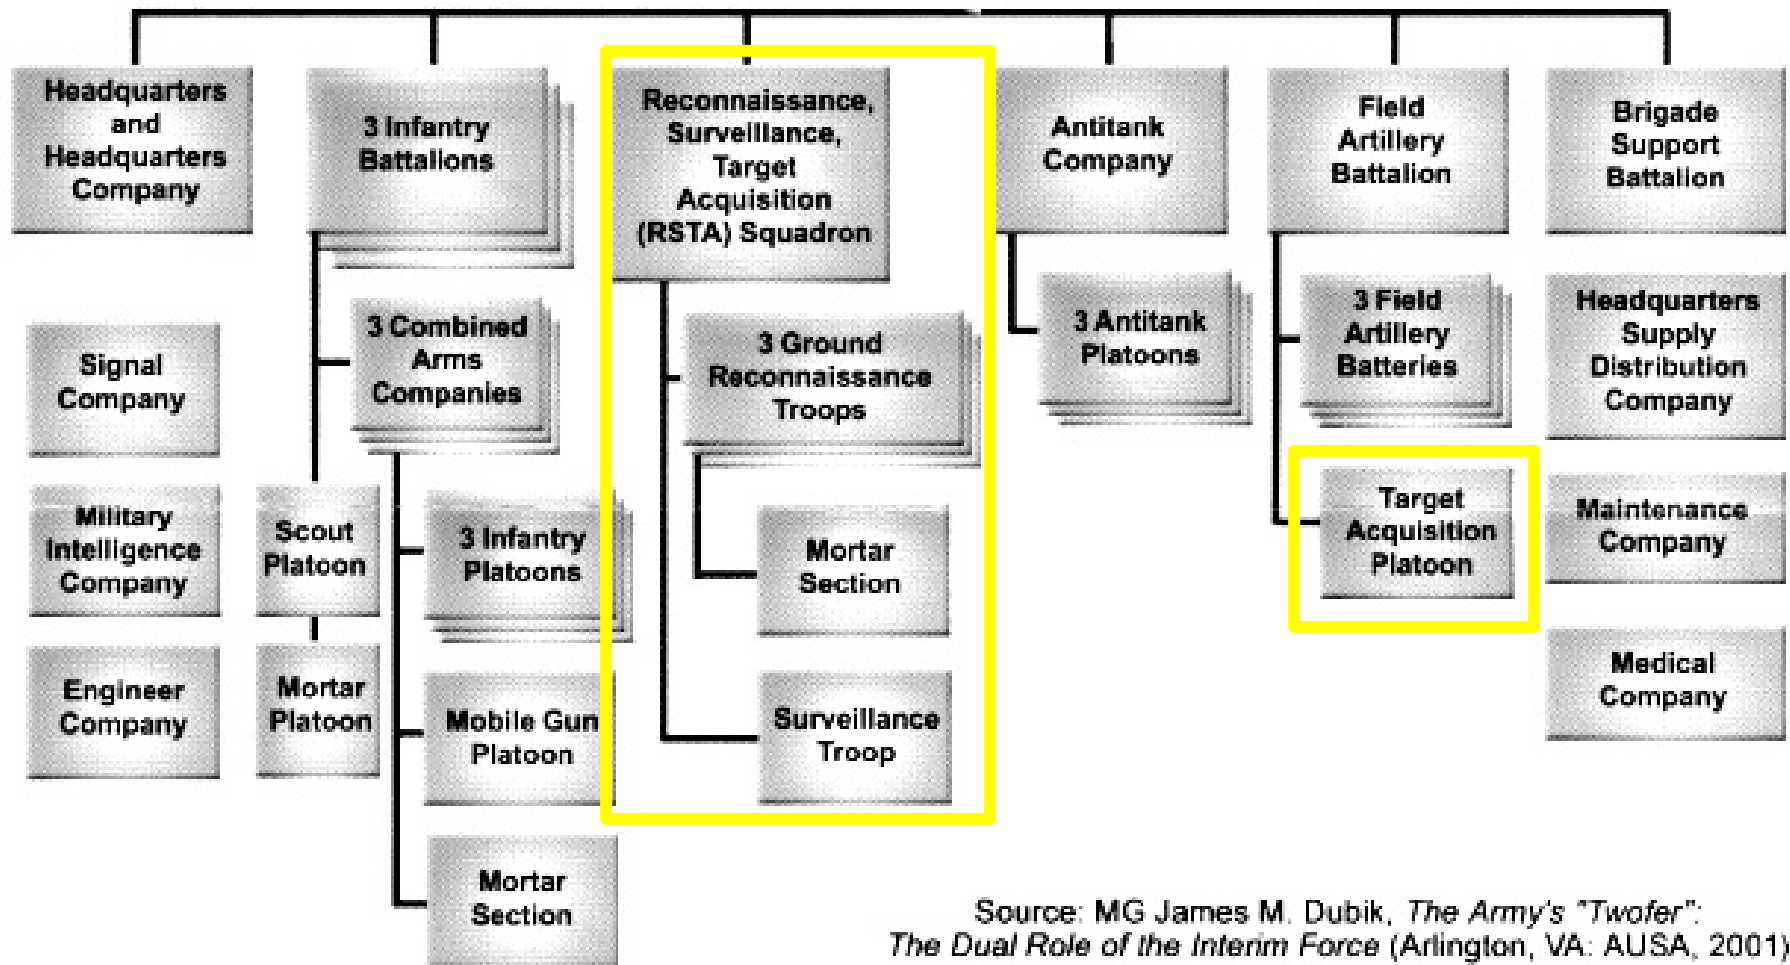 Headquarters
and
Headquarters
Company
Signal
Company
Military
Intelligence
Company
Engineer
Company
3 Infantry
Battalions
3 Combined
Arms
Companies
Scout
Platoon
Mortar
Platoon
3 Infantry
Platoons
Mobile Gun
Platoon
Mortar
Section
Reconnaissance,
Surveillance,
Target
Acquisition
(RSTA) Squadron
3 Ground
Reconnaissance
Troops
Mortar
Section
Surveillance
Troop
Antitank
Company
3 Antitank
Platoons
Field
Artillery
Battalion
3 Field
Artillery
Batteries
Target
Acquisition
Platoon
Brigade
Support
Battalion
Headquarters
Supply
Distribution
Company
Maintenance
Company
Medical
Company
Source: MG James M. Dubik, The Army's "Twofer":
The Dual Role of the Interim Force (Arlington, VA: AUSA, 2001)